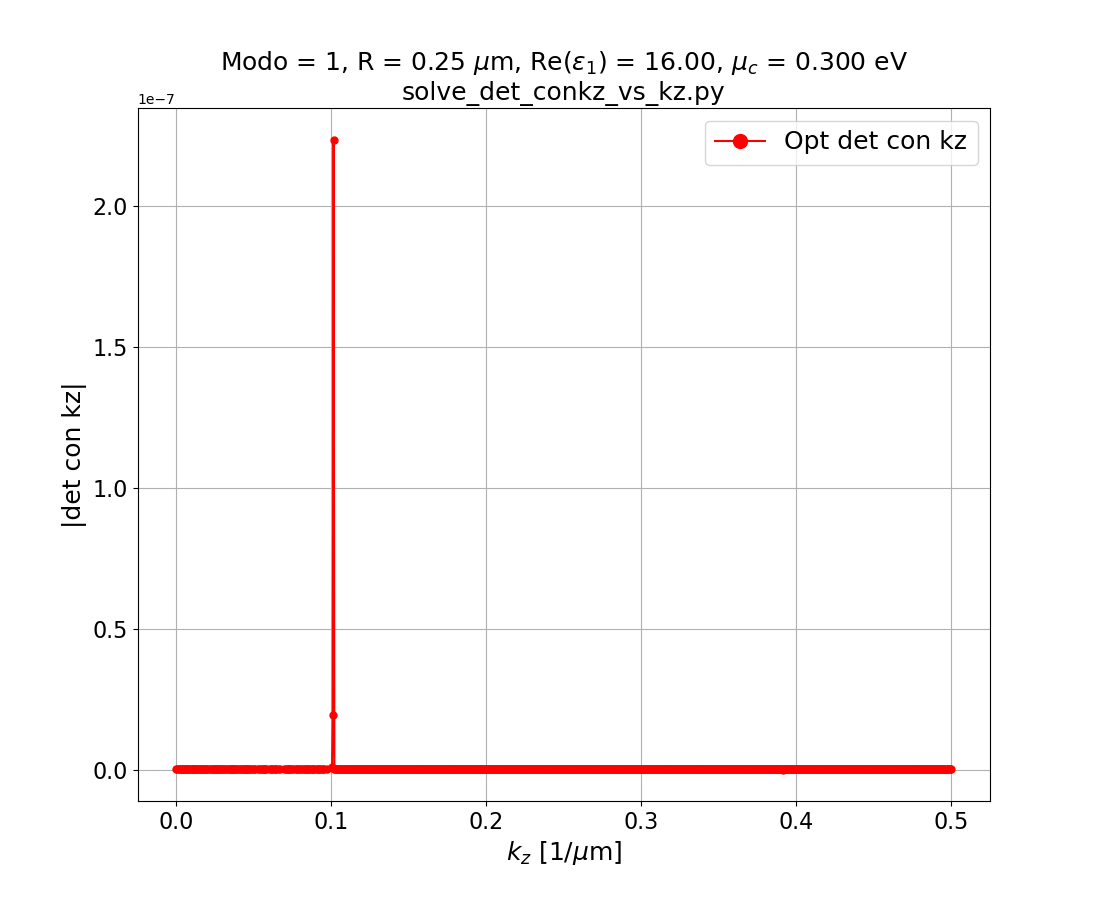 Modo = 1, R = 0.25 μm, Re(ε₁) = 16.00, μ_c = 0.300 eV
solve_det_conkz_vs_kz.py
1e−7
Opt det con kz
2.0
1.5
1.0
0.5
0.0
|det con kz|
0.0 0.1 0.2 0.3 0.4 0.5
k_z [1/μm]